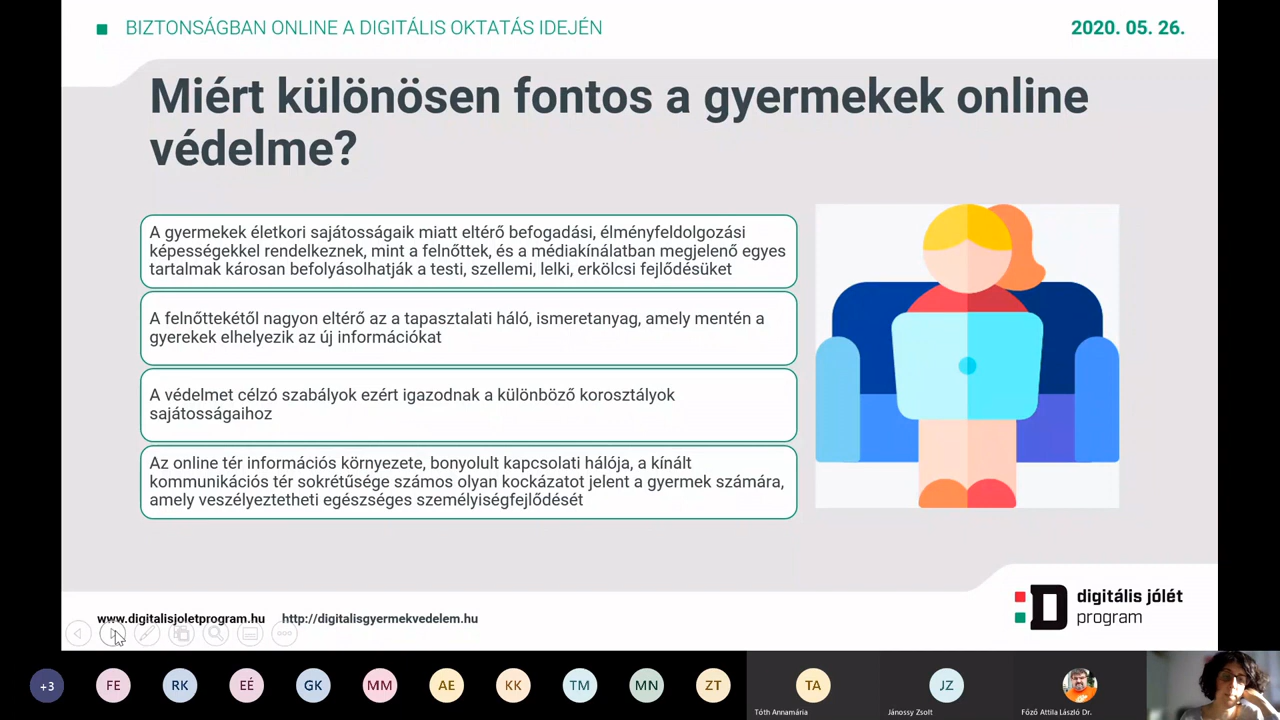 BIZTONSÁGBAN ONLINE A DIGITÁLIS OKTATÁS IDEJÉN
2020. 05. 26.
Miért különösen fontos a gyermekek online
védelme?
A gyermekek életkori sajátosságaik miatt eltérő befogadási, élményfeldolgozási
képességekkel rendelkeznek, mint a felnőttek, és a médiakínálatban megjelenő egyes
tartalmak károsan befolyásolhatják a testi, szellemi, lelki, erkölcsi fejlődésüket
A felnőttekétől nagyon eltérő az a tapasztalati háló, ismeretanyag, amely mentén a
gyerekek elhelyezik az új információkat
A védelmet célzó szabályok ezért igazodnak a különböző korosztályok
sajátosságaihoz
Az online tér információs környezete, bonyolult kapcsolati hálója, a kínált
kommunikációs tér sokrétűsége számos olyan kockázatot jelent a gyermek számára,
amely veszélyeztetheti egészséges személyiségfejlődését
www.digitalisjoletprogram.hu http://digitalisgyermekvedelem.hu
digitális jólét
program
+3 FE RK EÉ GK MM AE KK TM MN ZT TA JZ
Tóth Annamária Jánossy Zsolt Főző Attila László Dr.